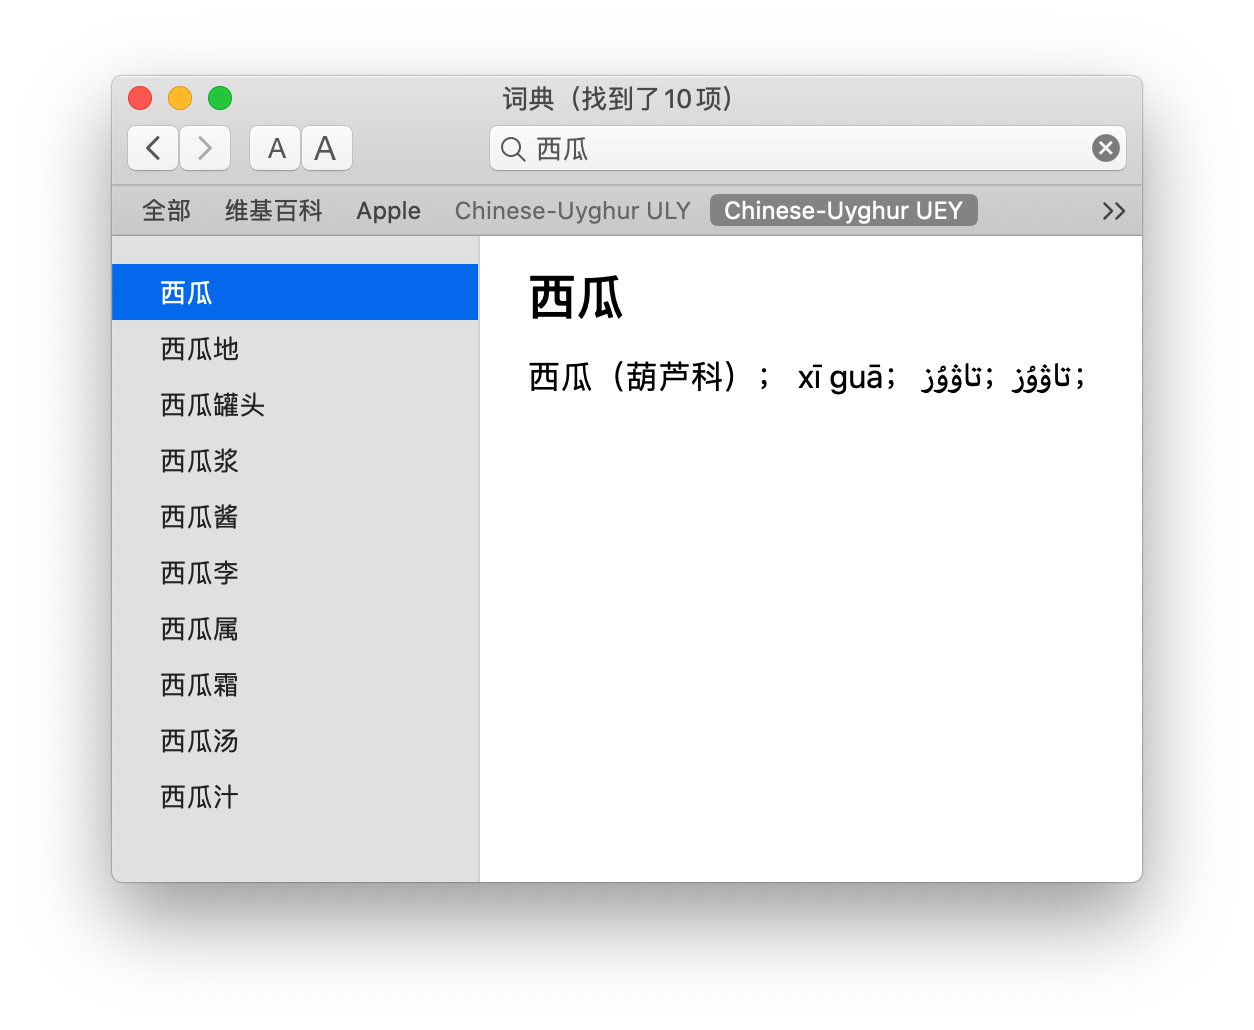 词典（找到了10项）
A A 西瓜
全部 维基百科 Apple Chinese-Uyghur ULY Chinese-Uyghur UEY >>
西瓜
西瓜地
西瓜罐头
西瓜浆
西瓜酱
西瓜李
西瓜属
西瓜霜
西瓜汤
西瓜汁
西瓜
西瓜（葫芦科）； xī guā； تاۋۇز； تاۋۇز；